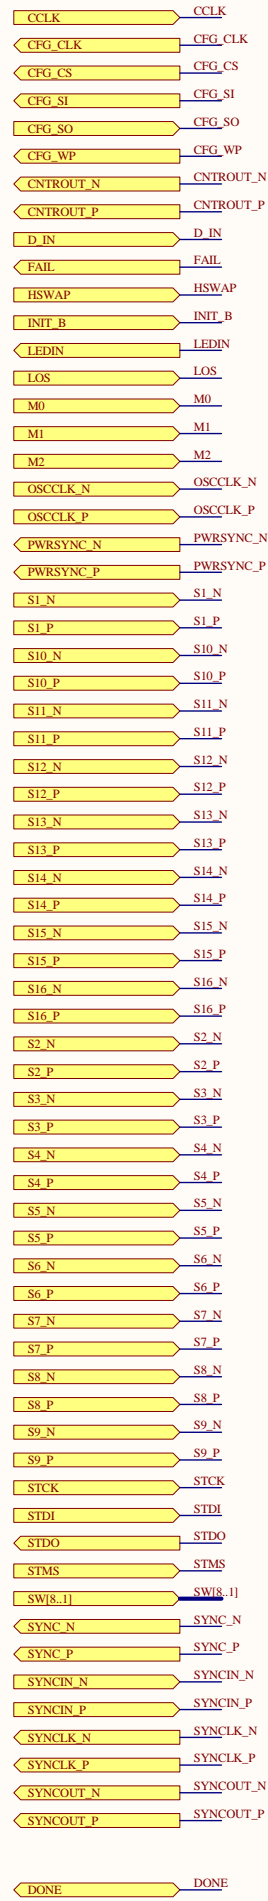 CCLK CCLK
CFG_CLK CFG_CLK
CFG_CS CFG_CS
CFG_SI CFG_SI
CFG_SO CFG_SO
CFG_WP CFG_WP
CNTROUT_N CNTROUT_N
CNTROUT_P CNTROUT_P
D_IN D_IN
FAIL FAIL
HSWAP HSWAP
INIT_B INIT_B
LEDIN LEDIN
LOS LOS
M0 M0
M1 M1
M2 M2
OSCCLK_N OSCCLK_N
OSCCLK_P OSCCLK_P
PWRSYNC_N PWRSYNC_N
PWRSYNC_P PWRSYNC_P
S1_N S1_N
S1_P S1_P
S10_N S10_N
S10_P S10_P
S11_N S11_N
S11_P S11_P
S12_N S12_N
S12_P S12_P
S13_N S13_N
S13_P S13_P
S14_N S14_N
S14_P S14_P
S15_N S15_N
S15_P S15_P
S16_N S16_N
S16_P S16_P
S2_N S2_N
S2_P S2_P
S3_N S3_N
S3_P S3_P
S4_N S4_N
S4_P S4_P
S5_N S5_N
S5_P S5_P
S6_N S6_N
S6_P S6_P
S7_N S7_N
S7_P S7_P
S8_N S8_N
S8_P S8_P
S9_N S9_N
S9_P S9_P
STCK STCK
STDI STDI
STDO STDO
STMS STMS
SW[8..1] SW[8..1]
SYNC_N SYNC_N
SYNC_P SYNC_P
SYNCIN_N SYNCIN_N
SYNCIN_P SYNCIN_P
SYNCLK_N SYNCLK_N
SYNCLK_P SYNCLK_P
SYNCOUT_N SYNCOUT_N
SYNCOUT_P SYNCOUT_P
DONE DONE